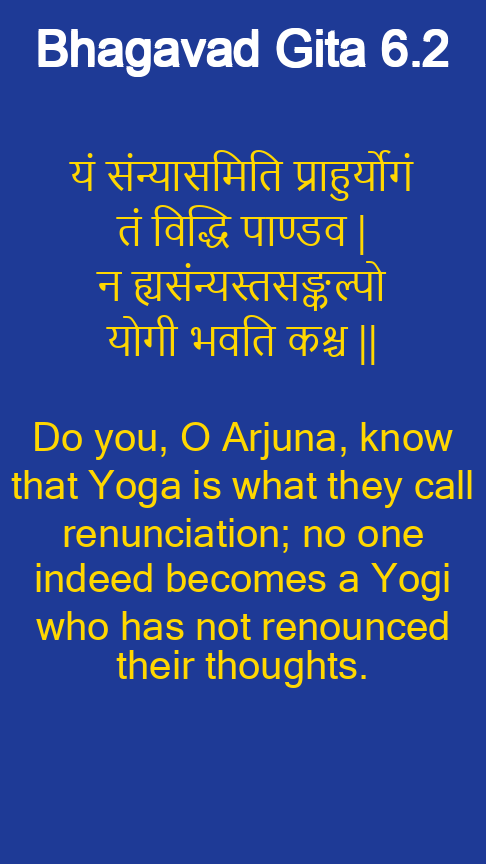 Bhagavad Gita 6.2
यं संन्यासमिति प्राहुर्योगं
तं विद्धि पाण्डव |
न ह्यसंन्यस्तसङ्कल्पो
योगी भवति कश्च ||
Do you, O Arjuna, know
that Yoga is what they call
renunciation; no one
indeed becomes a Yogi
who has not renounced
their thoughts.